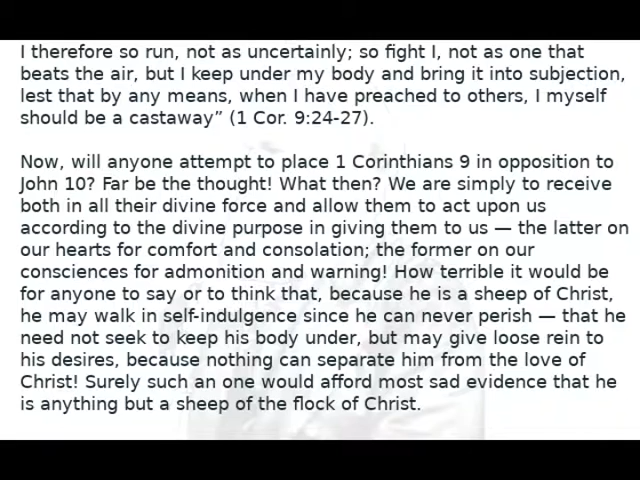 I therefore so run, not as uncertainly; so fight I, not as one that
beats the air, but I keep under my body and bring it into subjection,
lest that by any means, when I have preached to others, I myself
should be a castaway” (1 Cor. 9:24-27).
Now, will anyone attempt to place 1 Corinthians 9 in opposition to
John 10? Far be the thought! What then? We are simply to receive
both in all their divine force and allow them to act upon us
according to the divine purpose in giving them to us — the latter on
our hearts for comfort and consolation; the former on our
consciences for admonition and warning! How terrible it would be
for anyone to say or to think that, because he is a sheep of Christ,
he may walk in self-indulgence since he can never perish — that he
need not seek to keep his body under, but may give loose rein to
his desires, because nothing can separate him from the love of
Christ! Surely such an one would afford most sad evidence that he
is anything but a sheep of the flock of Christ.